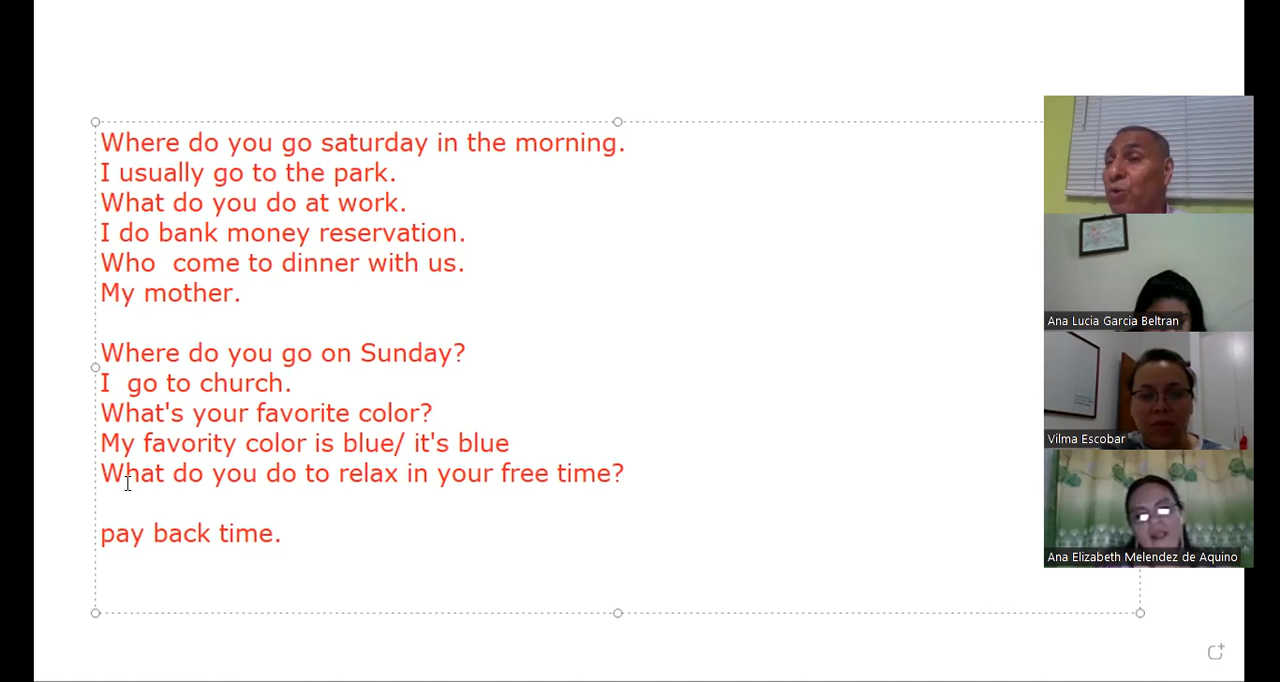 Where do you go saturday in the morning.
I usually go to the park.
What do you do at work.
I do bank money reservation.
Who  come to dinner with us.
My mother.
Where do you go on Sunday?
I  go to church.
What's your favorite color?
My favority color is blue/ it's blue
What do you do to relax in your free time?
pay back time.
Ana Lucia Garcia Beltran
Vilma Escobar
Ana Elizabeth Melendez de Aquino